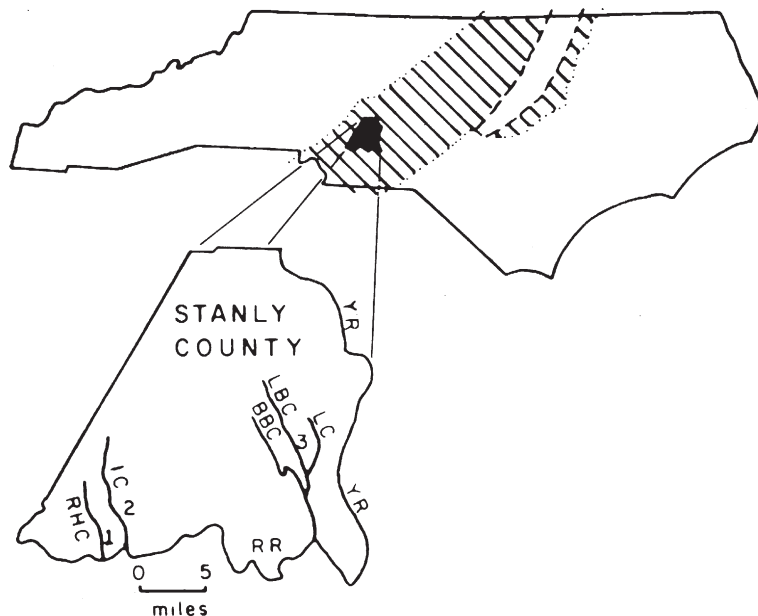 STANLY
COUNTY
YR
LBC
BBC
LC
3
IC
2
RHC
1
YR
RR
0 5
miles